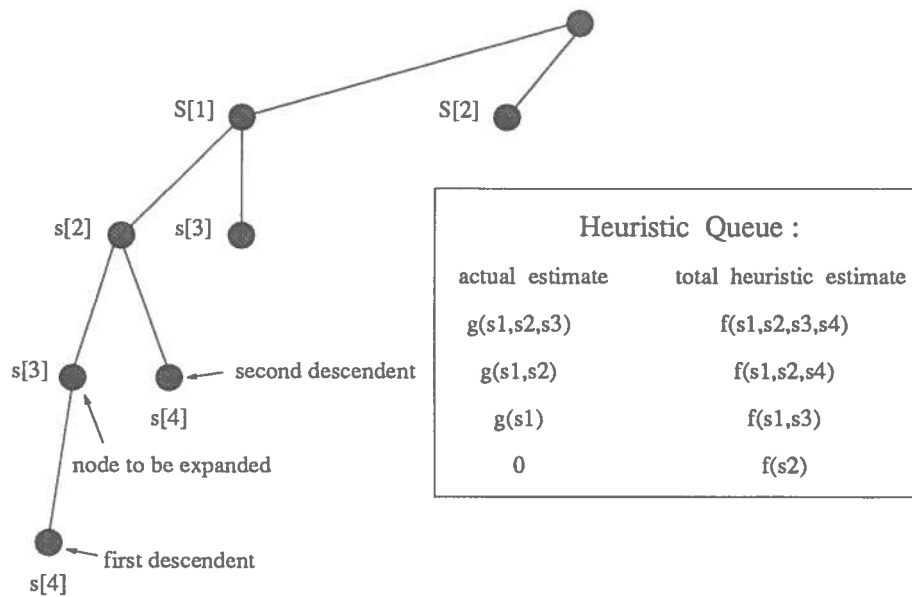 S[1]
S[2]
s[2]
s[3]
Heuristic Queue :
actual estimate
total heuristic estimate
g(s1,s2,s3)
f(s1,s2,s3,s4)
g(s1,s2)
f(s1,s2,s4)
g(s1)
f(s1,s3)
0
f(s2)
s[3]
second descendent
s[4]
node to be expanded
first descendent
s[4]